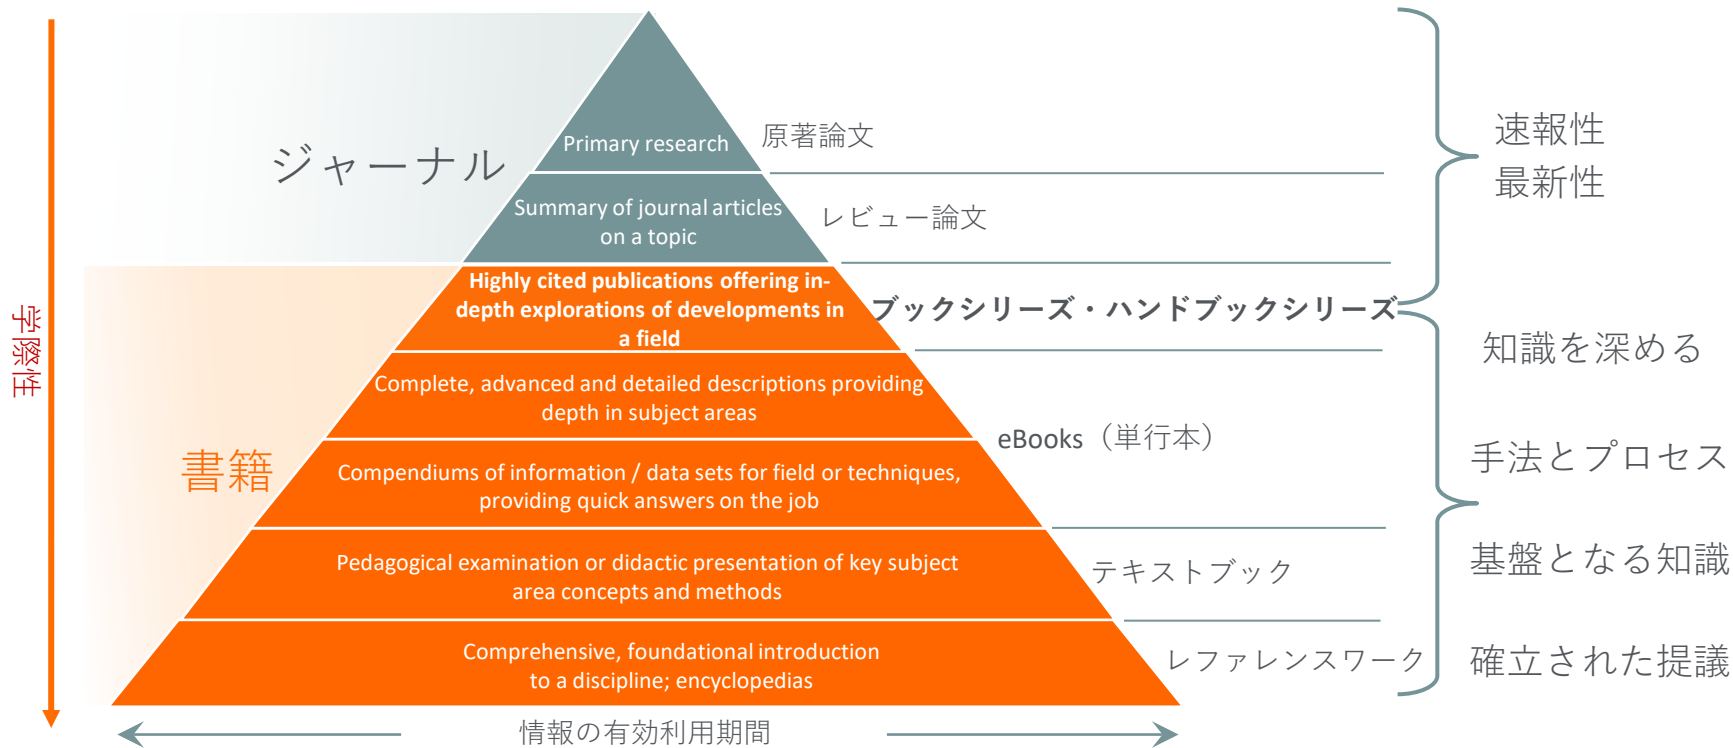 ジャーナル
Primary research
原著論文
速報性
最新性
Summary of journal articles
on a topic
レビュー論文
Highly cited publications offering in-
depth explorations of developments in
a field
ブックシリーズ・ハンドブックシリーズ
学際性
知識を深める
Complete, advanced and detailed descriptions providing
depth in subject areas
eBooks（単行本）
書籍
Compendiums of information / data sets for field or techniques,
providing quick answers on the job
手法とプロセス
Pedagogical examination or didactic presentation of key subject
area concepts and methods
テキストブック
基盤となる知識
Comprehensive, foundational introduction
to a discipline; encyclopedias
レファレンスワーク
確立された提議
情報の有効利用期間